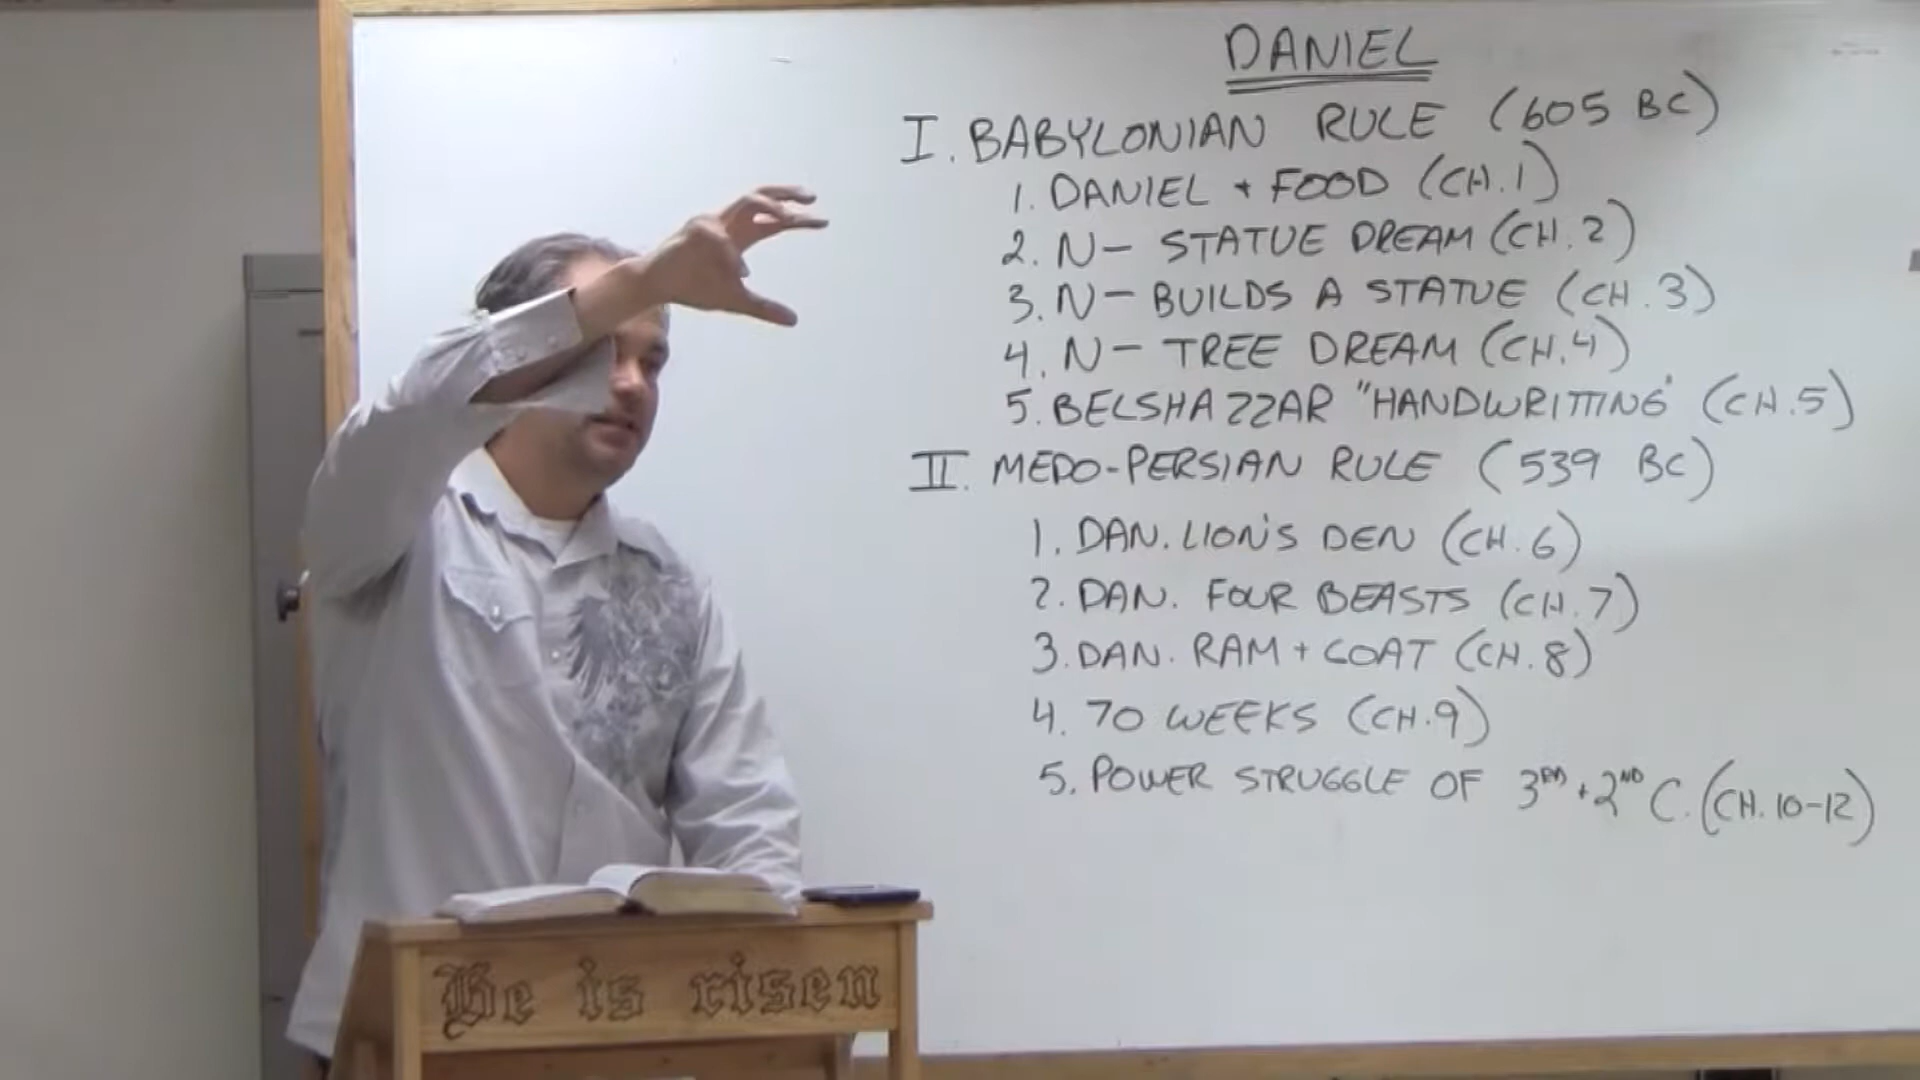 DANIEL
I. BABYLONIAN RULE (605 BC)
1. DANIEL + FOOD (CH. 1)
2. N- STATUE DREAM (CH. 2)
3. N- BUILDS A STATUE (CH. 3)
4. N- TREE DREAM (CH. 4)
5. BELSHAZZAR "HANDWRITTING" (CH. 5)
II. MEDO-PERSIAN RULE (539 BC)
1. DAN. LION'S DEN (CH. 6)
2. DAN. FOUR BEASTS (CH. 7)
3. DAN. RAM + GOAT (CH. 8)
4. 70 WEEKS (CH. 9)
5. POWER STRUGGLE OF 3RD + 2ND C. (CH. 10-12)
He is risen